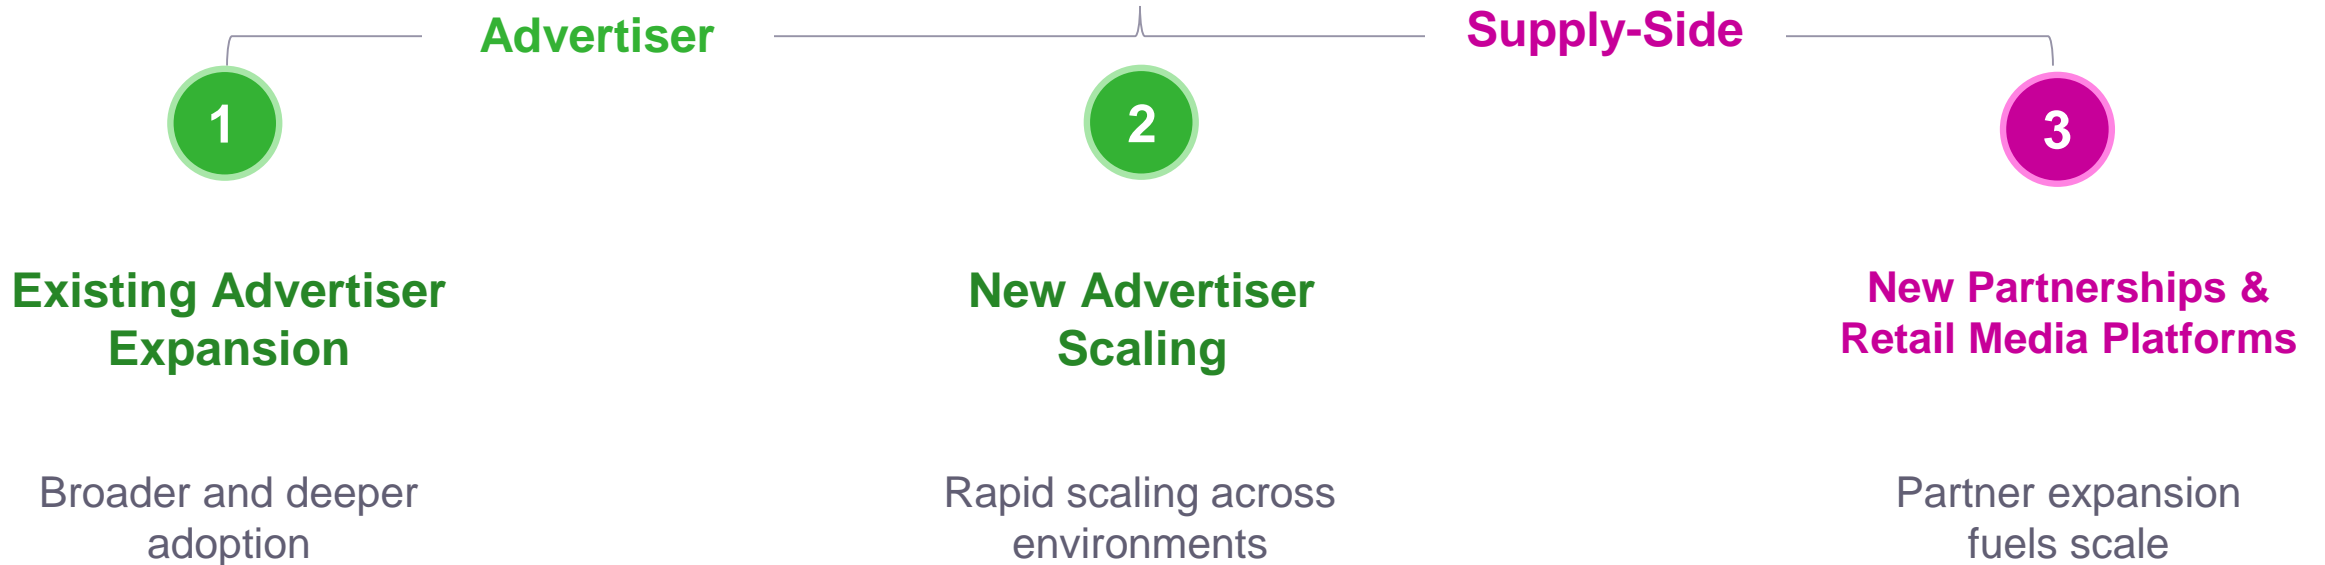 Advertiser
Supply-Side
1
2
3
Existing Advertiser
Expansion
New Advertiser
Scaling
New Partnerships &
Retail Media Platforms
Broader and deeper
adoption
Rapid scaling across
environments
Partner expansion
fuels scale